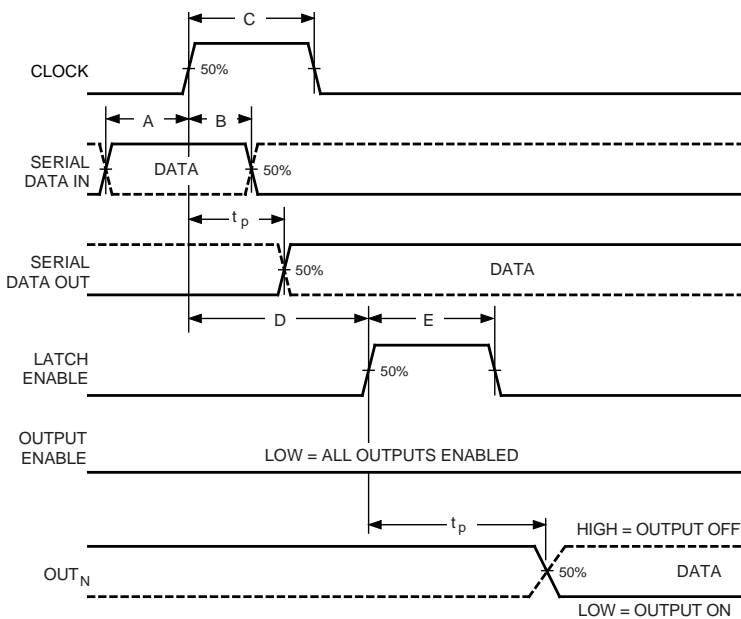 C
CLOCK
50%
A
B
SERIAL
DATA IN
DATA
50%
t p
SERIAL
DATA OUT
50%
DATA
D
E
LATCH
ENABLE
50%
OUTPUT
ENABLE
LOW = ALL OUTPUTS ENABLED
t p
HIGH = OUTPUT OFF
OUT N
50%
DATA
LOW = OUTPUT ON